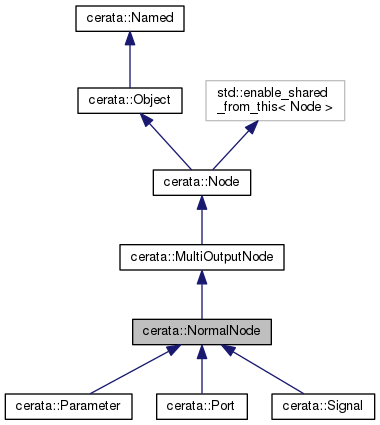 cerata::Named
cerata::Object
std::enable_shared
_from_this< Node >
cerata::Node
cerata::MultiOutputNode
cerata::NormalNode
cerata::Parameter
cerata::Port
cerata::Signal